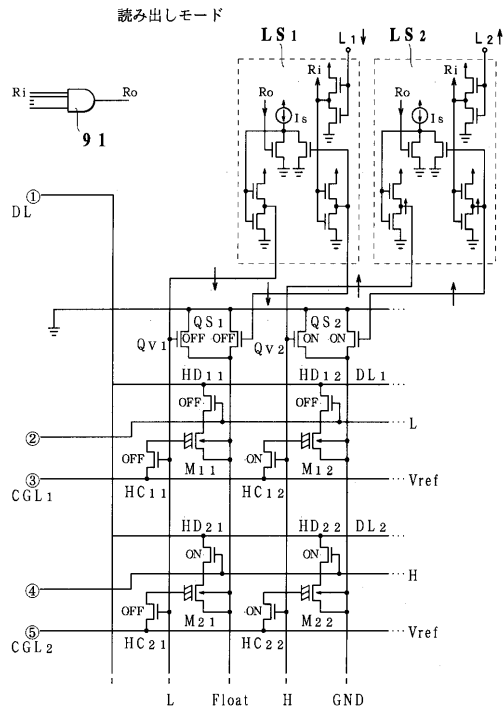 読み出しモード
LS1 L1↓ LS2 L2↑
Ri Ro
91
Ro Is Ri
Ro Is Ri
①
DL
QS1 QS2
OFF OFF ON ON
QV1 QV2
HD11 HD12 DL1
OFF OFF
② L
OFF M11 ON M12
③ HC11 HC12 Vref
CGL1
HD21 HD22 DL2
ON ON
④ H
OFF M21 ON M22
⑤ HC21 HC22 Vref
CGL2
L Float H GND